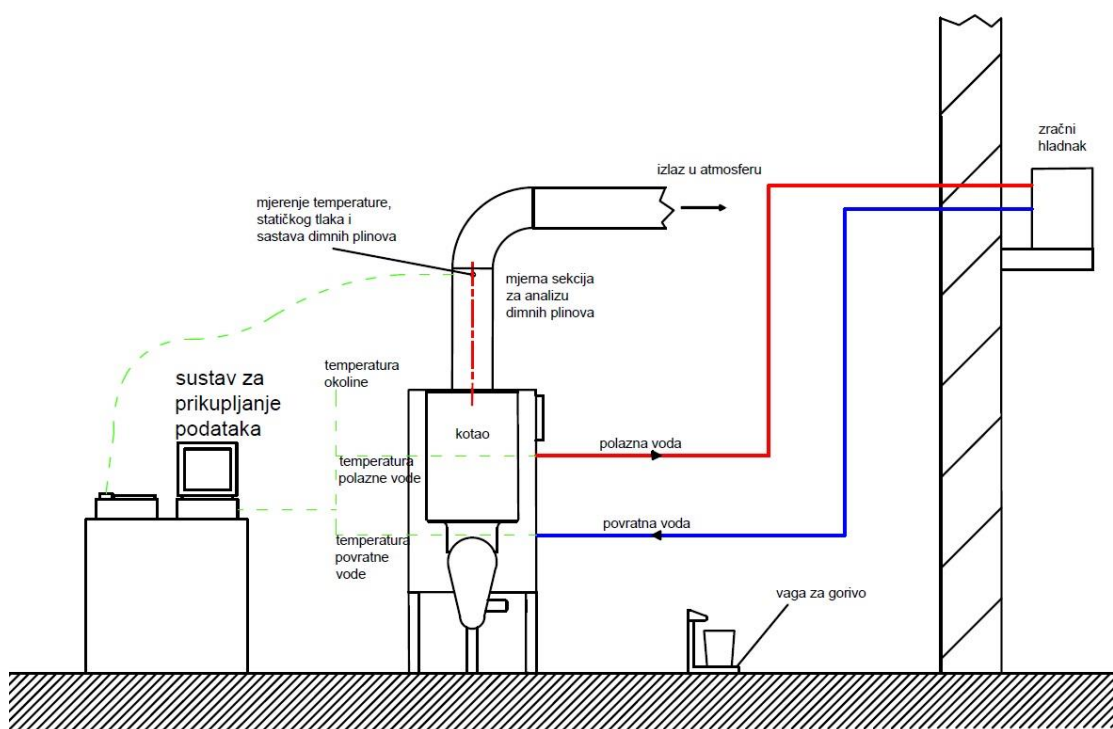 zračni
hladnak
izlaz u atmosferu
mjerenje temperature,
statičkog tlaka i
sastava dimnih plinova
mjerna sekcija
za analizu
dimnih plinova
temperatura
okoline
sustav za
prikupljanje
podataka
kotao
polazna voda
temperatura
polazne vode
povratna voda
temperatura
povratne
vode
vaga za gorivo